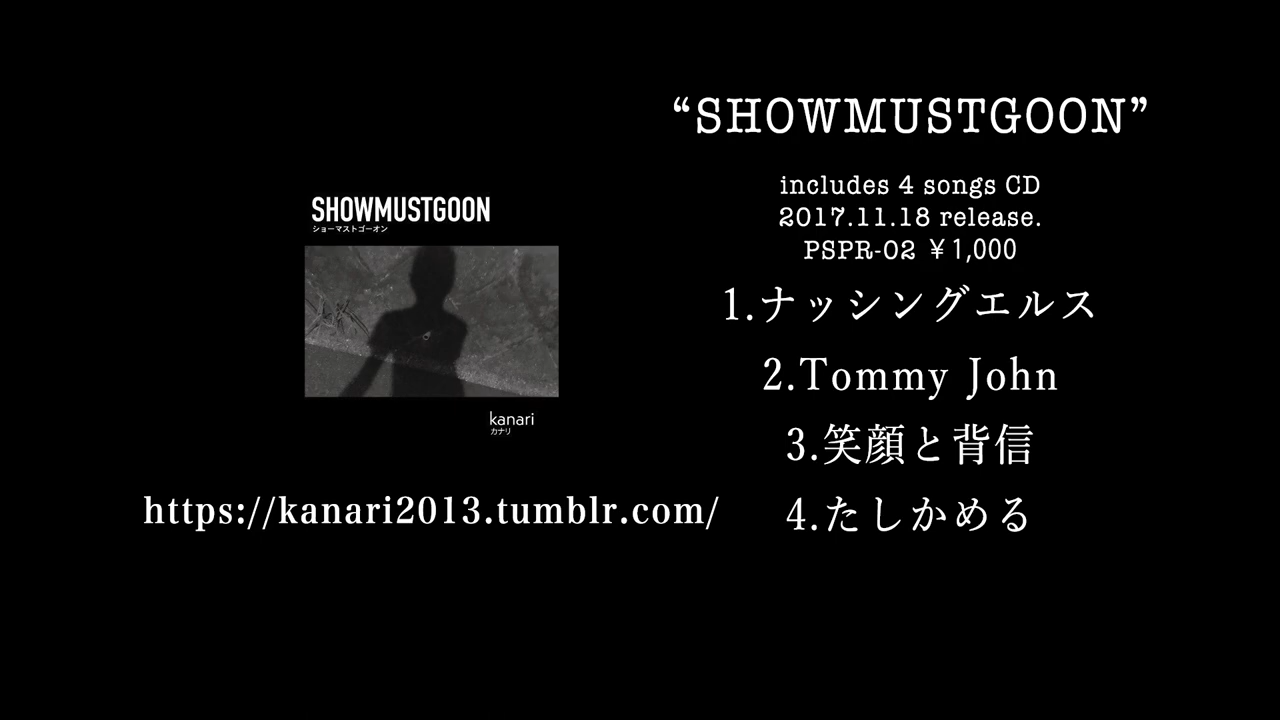 “SHOWMUSTGOON”
includes 4 songs CD
2017.11.18 release.
PSPR-02 ￥1,000
1.ナッシングエルス
2.Tommy John
3.笑顔と背信
4.たしかめる
SHOWMUSTGOON
ショーマストゴーオン
kanari
カナリ
https://kanari2013.tumblr.com/